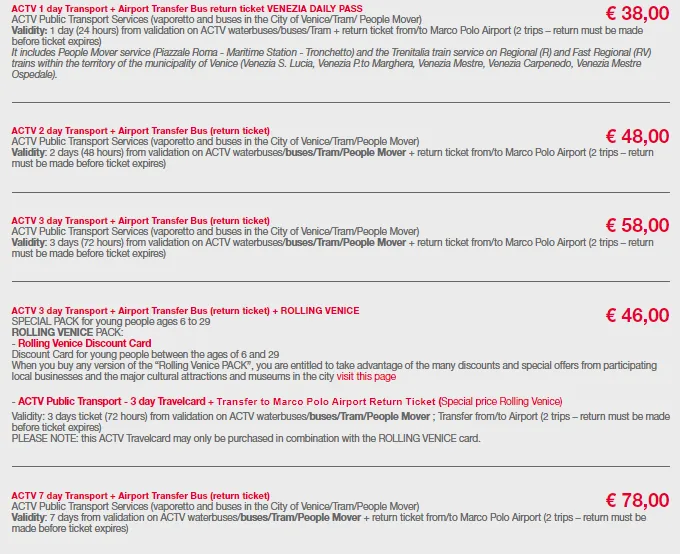 ACTV 1 day Transport + Airport Transfer Bus return ticket VENEZIA DAILY PASS
€ 38,00
ACTV Public Transport Services (vaporetto and buses in the City of Venice/Tram/ People Mover)
Validity: 1 day (24 hours) from validation on ACTV waterbuses/buses/Tram + return ticket from/to Marco Polo Airport (2 trips – return must be made
before ticket expires)
It includes People Mover service (Piazzale Roma - Maritime Station - Tronchetto) and the Trenitalia train service on Regional (R) and Fast Regional (RV)
trains within the territory of the municipality of Venice (Venezia S. Lucia, Venezia P.to Marghera, Venezia Mestre, Venezia Carpenedo, Venezia Mestre
Ospedale).
ACTV 2 day Transport + Airport Transfer Bus (return ticket)
€ 48,00
ACTV Public Transport Services (vaporetto and buses in the City of Venice/Tram/People Mover)
Validity: 2 days (48 hours) from validation on ACTV waterbuses/buses/Tram/People Mover + return ticket from/to Marco Polo Airport (2 trips – return
must be made before ticket expires)
ACTV 3 day Transport + Airport Transfer Bus (return ticket)
€ 58,00
ACTV Public Transport Services (vaporetto and buses in the City of Venice/Tram/People Mover)
Validity: 3 days (72 hours) from validation on ACTV waterbuses/buses/Tram/People Mover + return ticket from/to Marco Polo Airport (2 trips – return
must be made before ticket expires)
ACTV 3 day Transport + Airport Transfer Bus (return ticket) + ROLLING VENICE
€ 46,00
SPECIAL PACK for young people ages 6 to 29
ROLLING VENICE PACK:
- Rolling Venice Discount Card
Discount Card for young people between the ages of 6 and 29
When you buy any version of the “Rolling Venice PACK”, you are entitled to take advantage of the many discounts and special offers from participating
local businesses and the major cultural attractions and museums in the city visit this page
- ACTV Public Transport - 3 day Travelcard + Transfer to Marco Polo Airport Return Ticket (Special price Rolling Venice)
Validity: 3 days ticket (72 hours) from validation on ACTV waterbuses/buses/Tram/People Mover ; Transfer from/to Airport (2 trips – return must be made
before ticket expires)
PLEASE NOTE: this ACTV Travelcard may only be purchased in combination with the ROLLING VENICE card.
ACTV 7 day Transport + Airport Transfer Bus (return ticket)
€ 78,00
ACTV Public Transport Services (vaporetto and buses in the City of Venice/Tram/People Mover)
Validity: 7 days from validation on ACTV waterbuses/buses/Tram/People Mover + return ticket from/to Marco Polo Airport (2 trips – return must be
made before ticket expires)